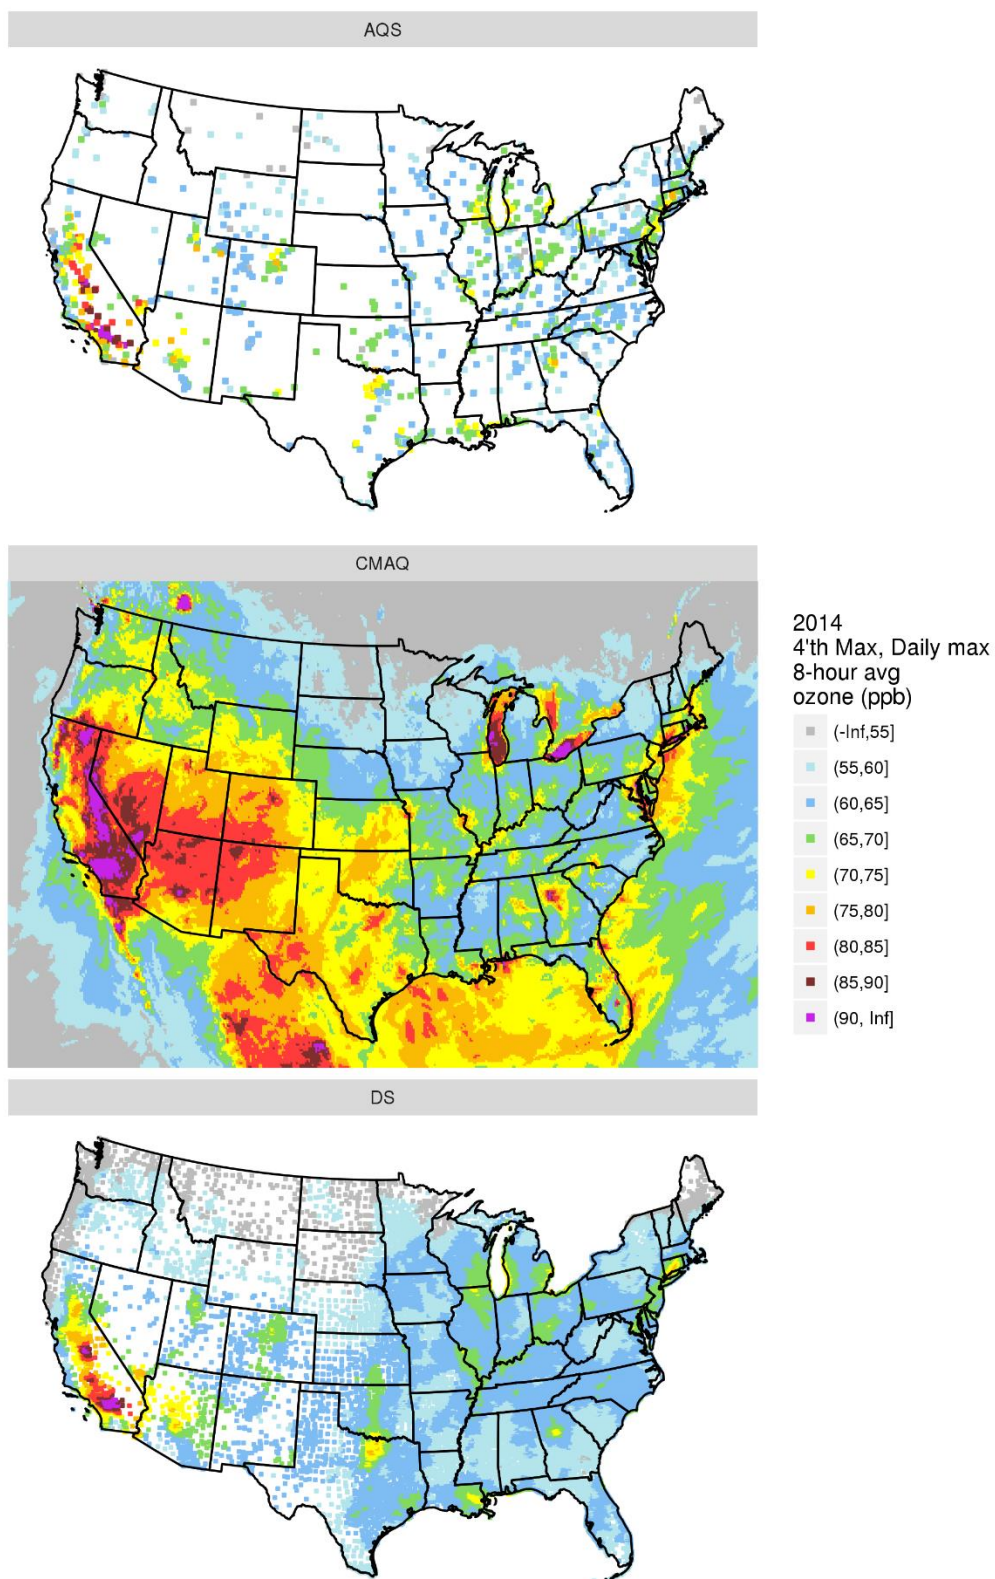 AQS
CMAQ
2014
4'th Max, Daily max
8-hour avg
ozone (ppb)
(-Inf,55]
(55,60]
(60,65]
(65,70]
(70,75]
(75,80]
(80,85]
(85,90]
(90, Inf]
DS